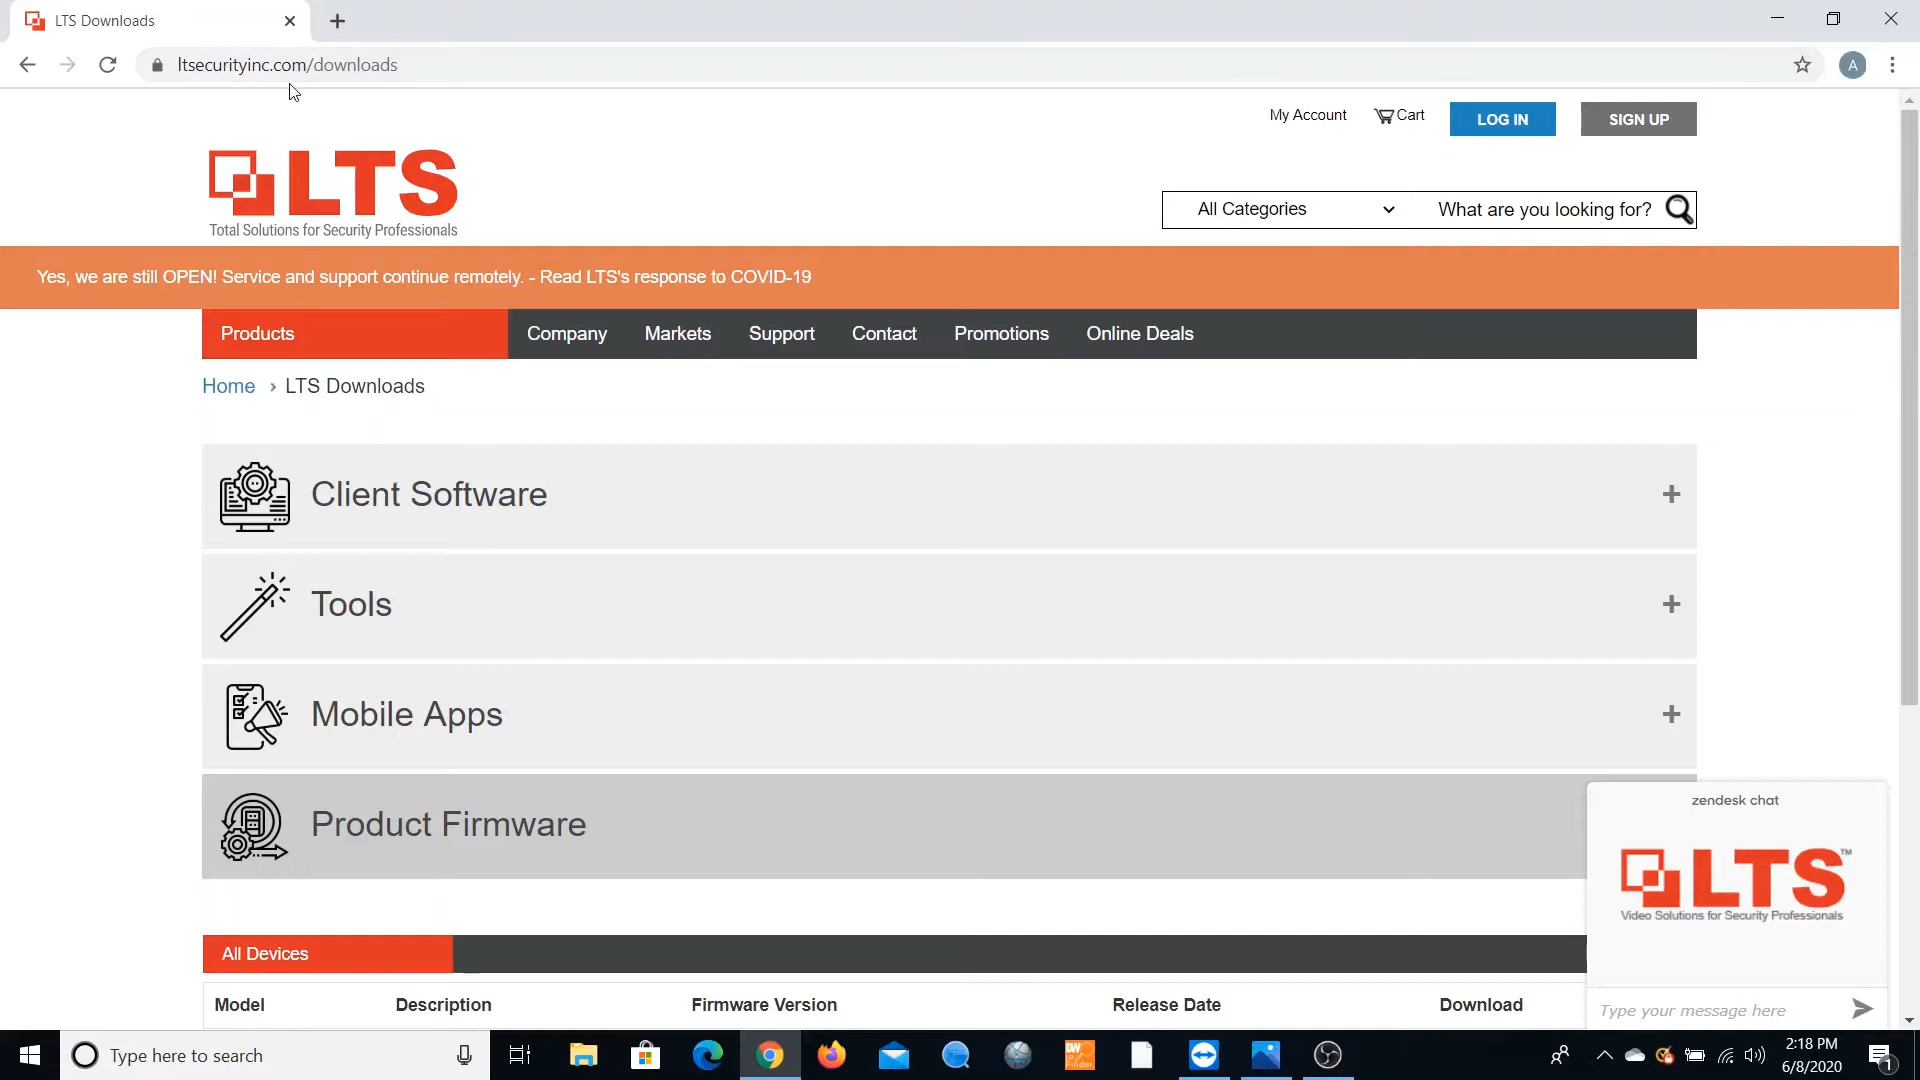 LTS Downloads
ltsecurityinc.com/downloads
A
My Account
Cart
LOG IN
SIGN UP
LTS
Total Solutions for Security Professionals
All Categories
What are you looking for?
Yes, we are still OPEN! Service and support continue remotely. - Read LTS's response to COVID-19
Products
Company
Markets
Support
Contact
Promotions
Online Deals
Home › LTS Downloads
Client Software
+
Tools
+
Mobile Apps
+
Product Firmware
zendesk chat
LTS™
Video Solutions for Security Professionals
Type your message here
All Devices
Model
Description
Firmware Version
Release Date
Download
Type here to search
DW
Finder
2:18 PM
6/8/2020
1